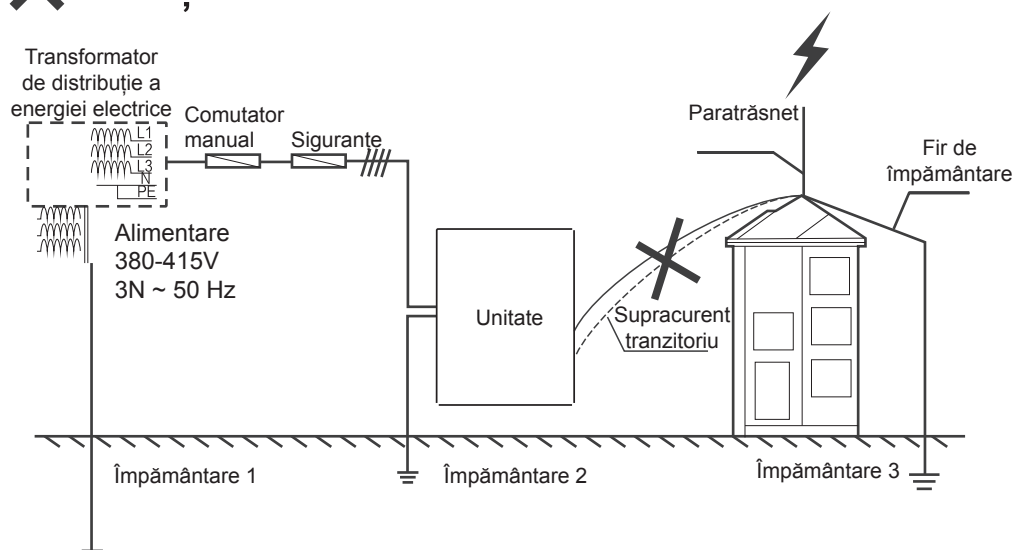 Transformator
de distribuție a
energiei electrice
L1
L2
L3
N
PE
Comutator
manual
Siguranțe
Alimentare
380-415V
3N ~ 50 Hz
Unitate
Supracurent
tranzitoriu
Paratrăsnet
Fir de
împământare
Împământare 1
Împământare 2
Împământare 3